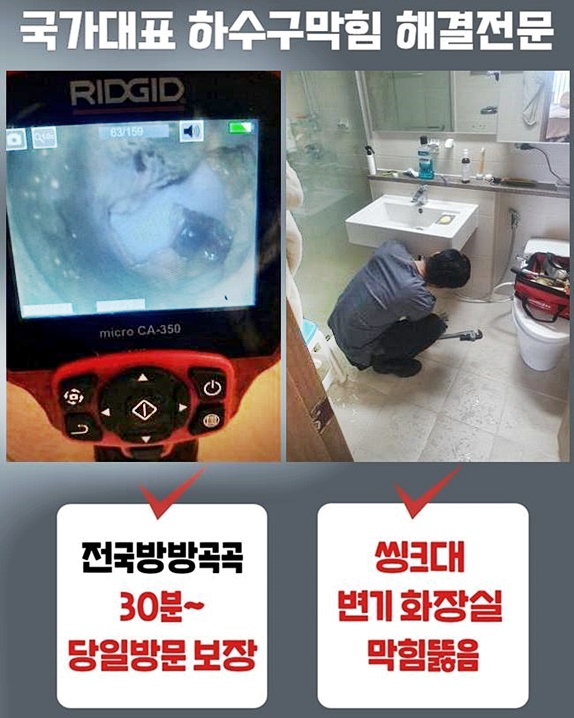 국가대표 하수구막힘 해결전문
RIDGID
63/159
micro CA-350
전국방방곡곡
30분~
당일방문 보장
씽크대
변기 화장실
막힘뚫음